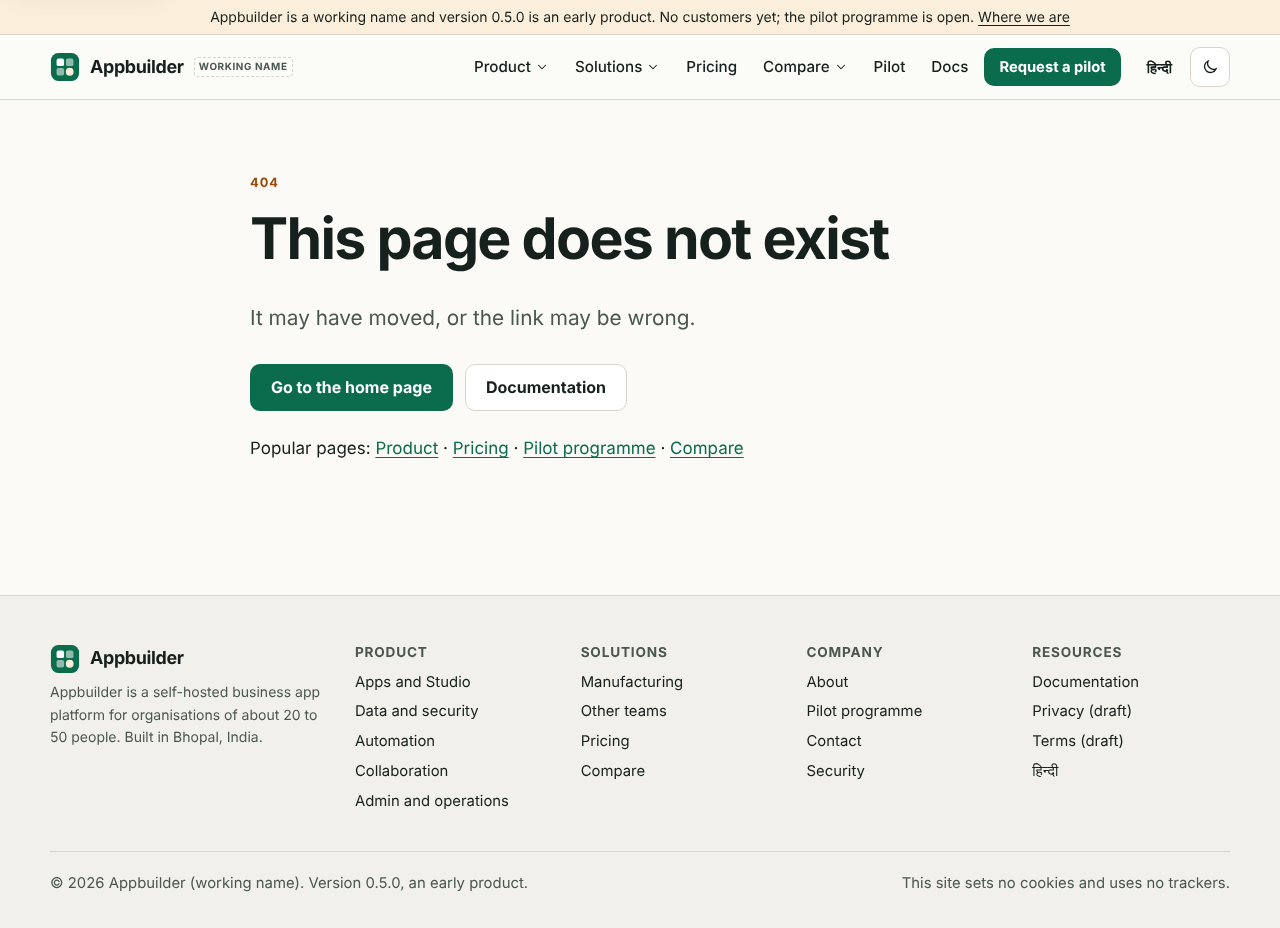 Appbuilder is a working name and version 0.5.0 is an early product. No customers yet; the pilot programme is open. Where we are
Appbuilder WORKING NAME Product Solutions Pricing Compare Pilot Docs Request a pilot हिन्दी
404
This page does not exist
It may have moved, or the link may be wrong.
Go to the home page Documentation
Popular pages: Product · Pricing · Pilot programme · Compare
Appbuilder
Appbuilder is a self-hosted business app
platform for organisations of about 20 to
50 people. Built in Bhopal, India.
PRODUCT
Apps and Studio
Data and security
Automation
Collaboration
Admin and operations
SOLUTIONS
Manufacturing
Other teams
Pricing
Compare
COMPANY
About
Pilot programme
Contact
Security
RESOURCES
Documentation
Privacy (draft)
Terms (draft)
हिन्दी
© 2026 Appbuilder (working name). Version 0.5.0, an early product.
This site sets no cookies and uses no trackers.